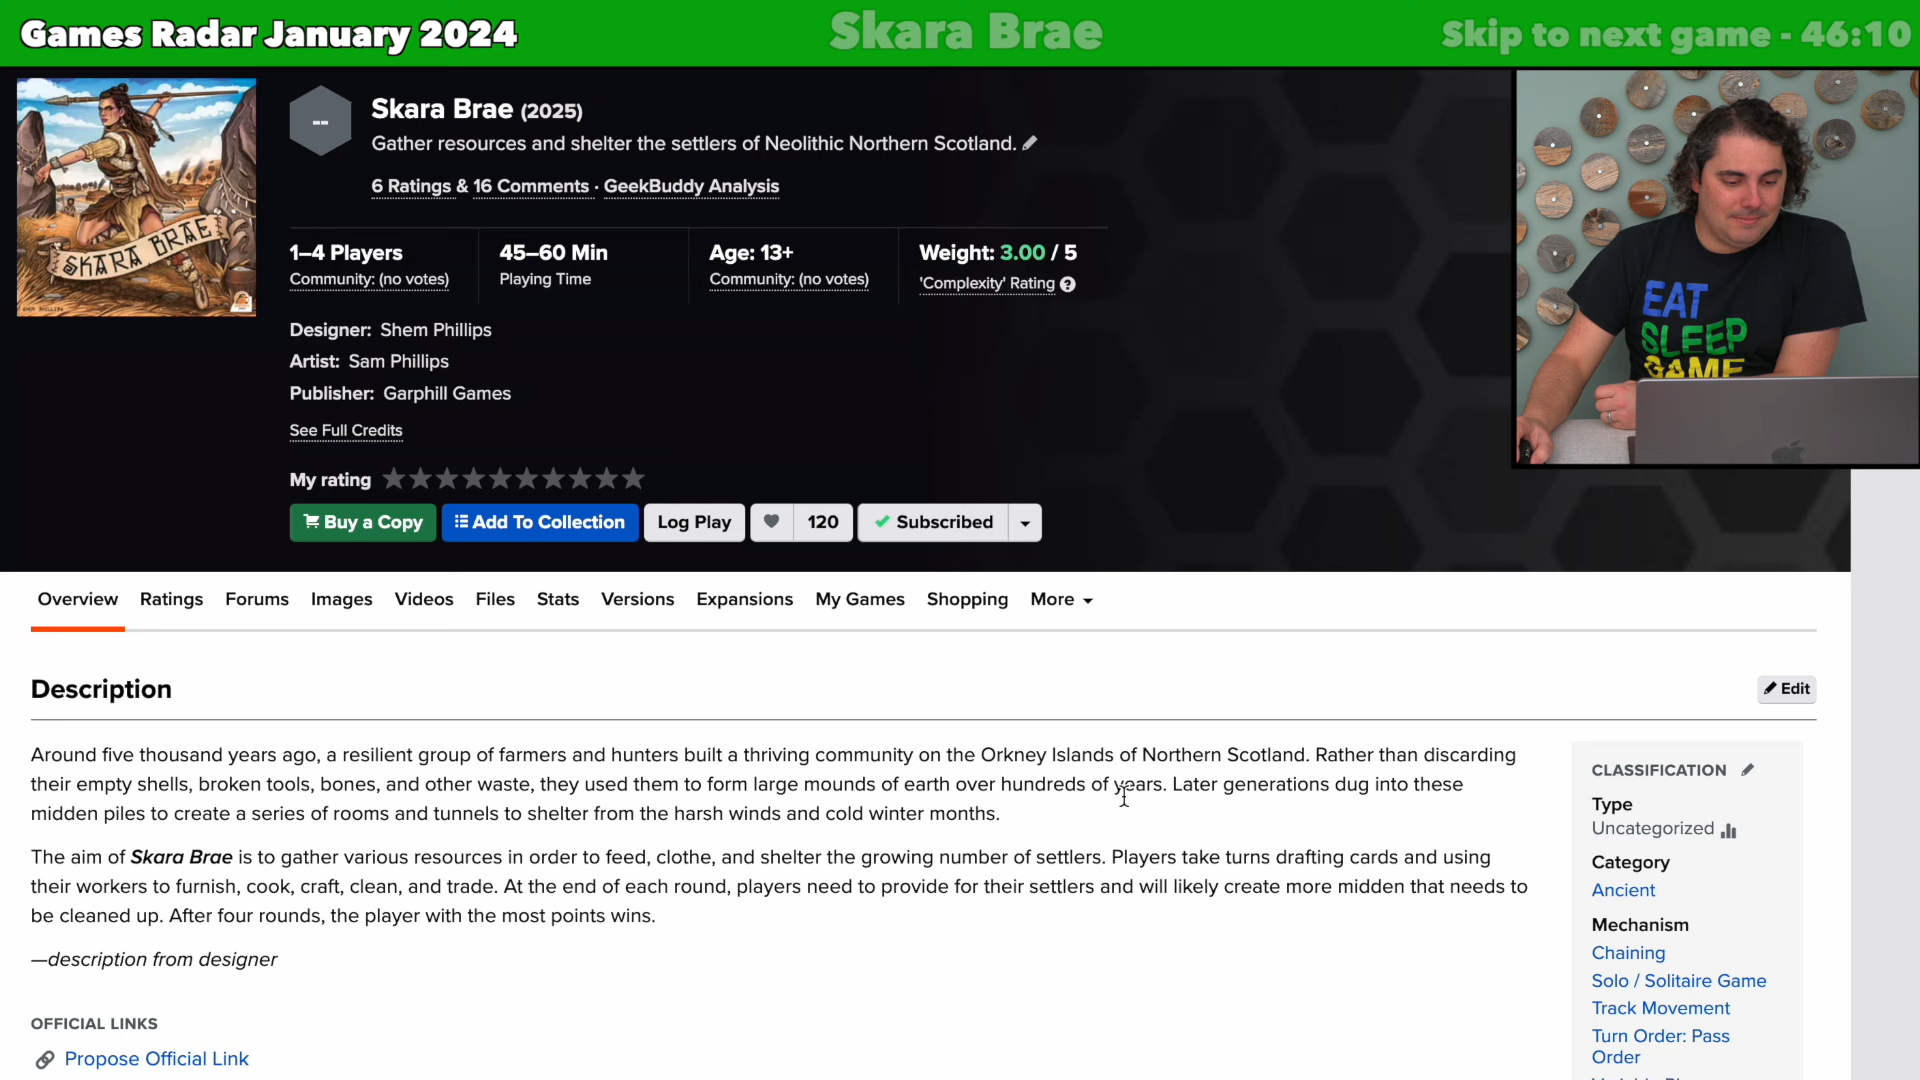 Games Radar January 2024
Skara Brae
Skip to next game - 46:10
SKARA BRAE
--
Skara Brae (2025)
Gather resources and shelter the settlers of Neolithic Northern Scotland.
6 Ratings & 16 Comments · GeekBuddy Analysis
1–4 Players
Community: (no votes)
45–60 Min
Playing Time
Age: 13+
Community: (no votes)
Weight: 3.00 / 5
'Complexity' Rating ?
Designer: Shem Phillips
Artist: Sam Phillips
Publisher: Garphill Games
See Full Credits
My rating
Buy a Copy
Add To Collection
Log Play
120
Subscribed
EAT
SLEEP
GAME
Overview Ratings Forums Images Videos Files Stats Versions Expansions My Games Shopping More
Description
Edit
Around five thousand years ago, a resilient group of farmers and hunters built a thriving community on the Orkney Islands of Northern Scotland. Rather than discarding
their empty shells, broken tools, bones, and other waste, they used them to form large mounds of earth over hundreds of years. Later generations dug into these
midden piles to create a series of rooms and tunnels to shelter from the harsh winds and cold winter months.
The aim of Skara Brae is to gather various resources in order to feed, clothe, and shelter the growing number of settlers. Players take turns drafting cards and using
their workers to furnish, cook, craft, clean, and trade. At the end of each round, players need to provide for their settlers and will likely create more midden that needs to
be cleaned up. After four rounds, the player with the most points wins.
—description from designer
OFFICIAL LINKS
Propose Official Link
CLASSIFICATION
Type
Uncategorized
Category
Ancient
Mechanism
Chaining
Solo / Solitaire Game
Track Movement
Turn Order: Pass
Order